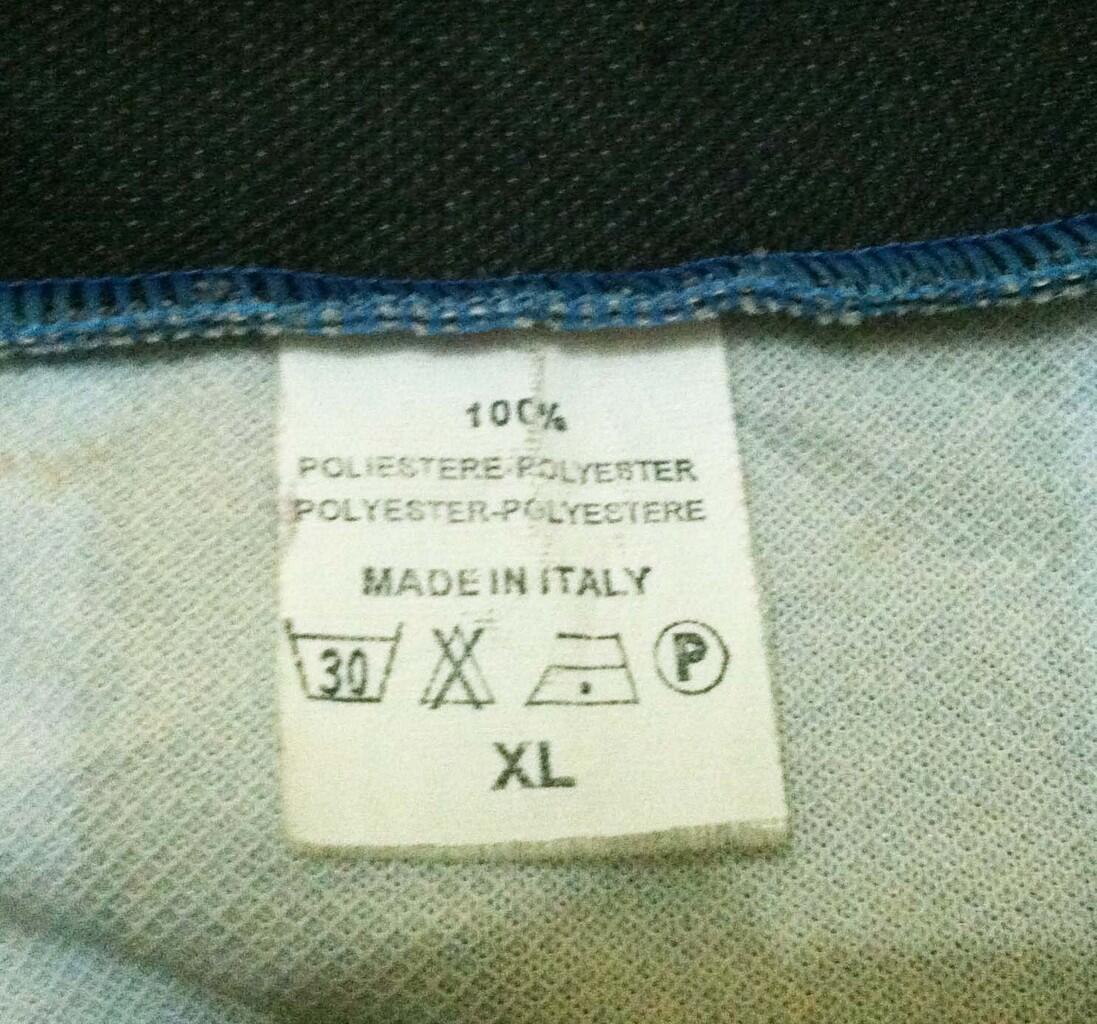 100%
POLIESTERE-POLYESTER
POLYESTER-POLYESTERE
MADE IN ITALY
30 P
XL